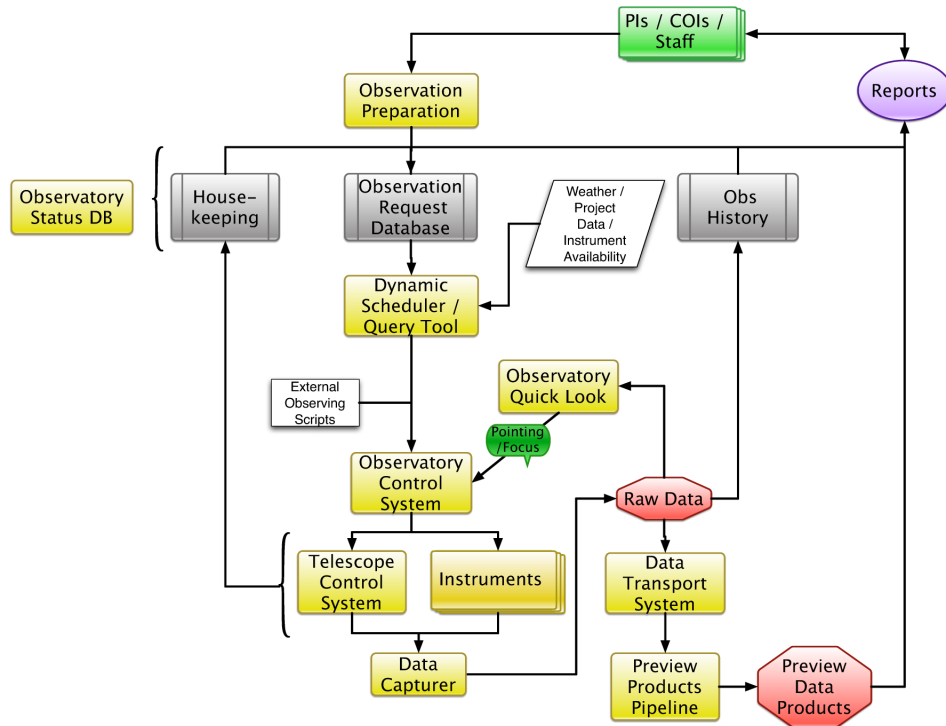 PIs / COIs /
Staff
Observation
Preparation
Reports
Observatory
Status DB
House-
keeping
Observation
Request
Database
Weather /
Project
Data /
Instrument
Availability
Obs
History
Dynamic
Scheduler /
Query Tool
External
Observing
Scripts
Observatory
Quick Look
Pointing
/Focus
Observatory
Control
System
Raw Data
Telescope
Control
System
Instruments
Data
Transport
System
Data
Capturer
Preview
Products
Pipeline
Preview
Data
Products